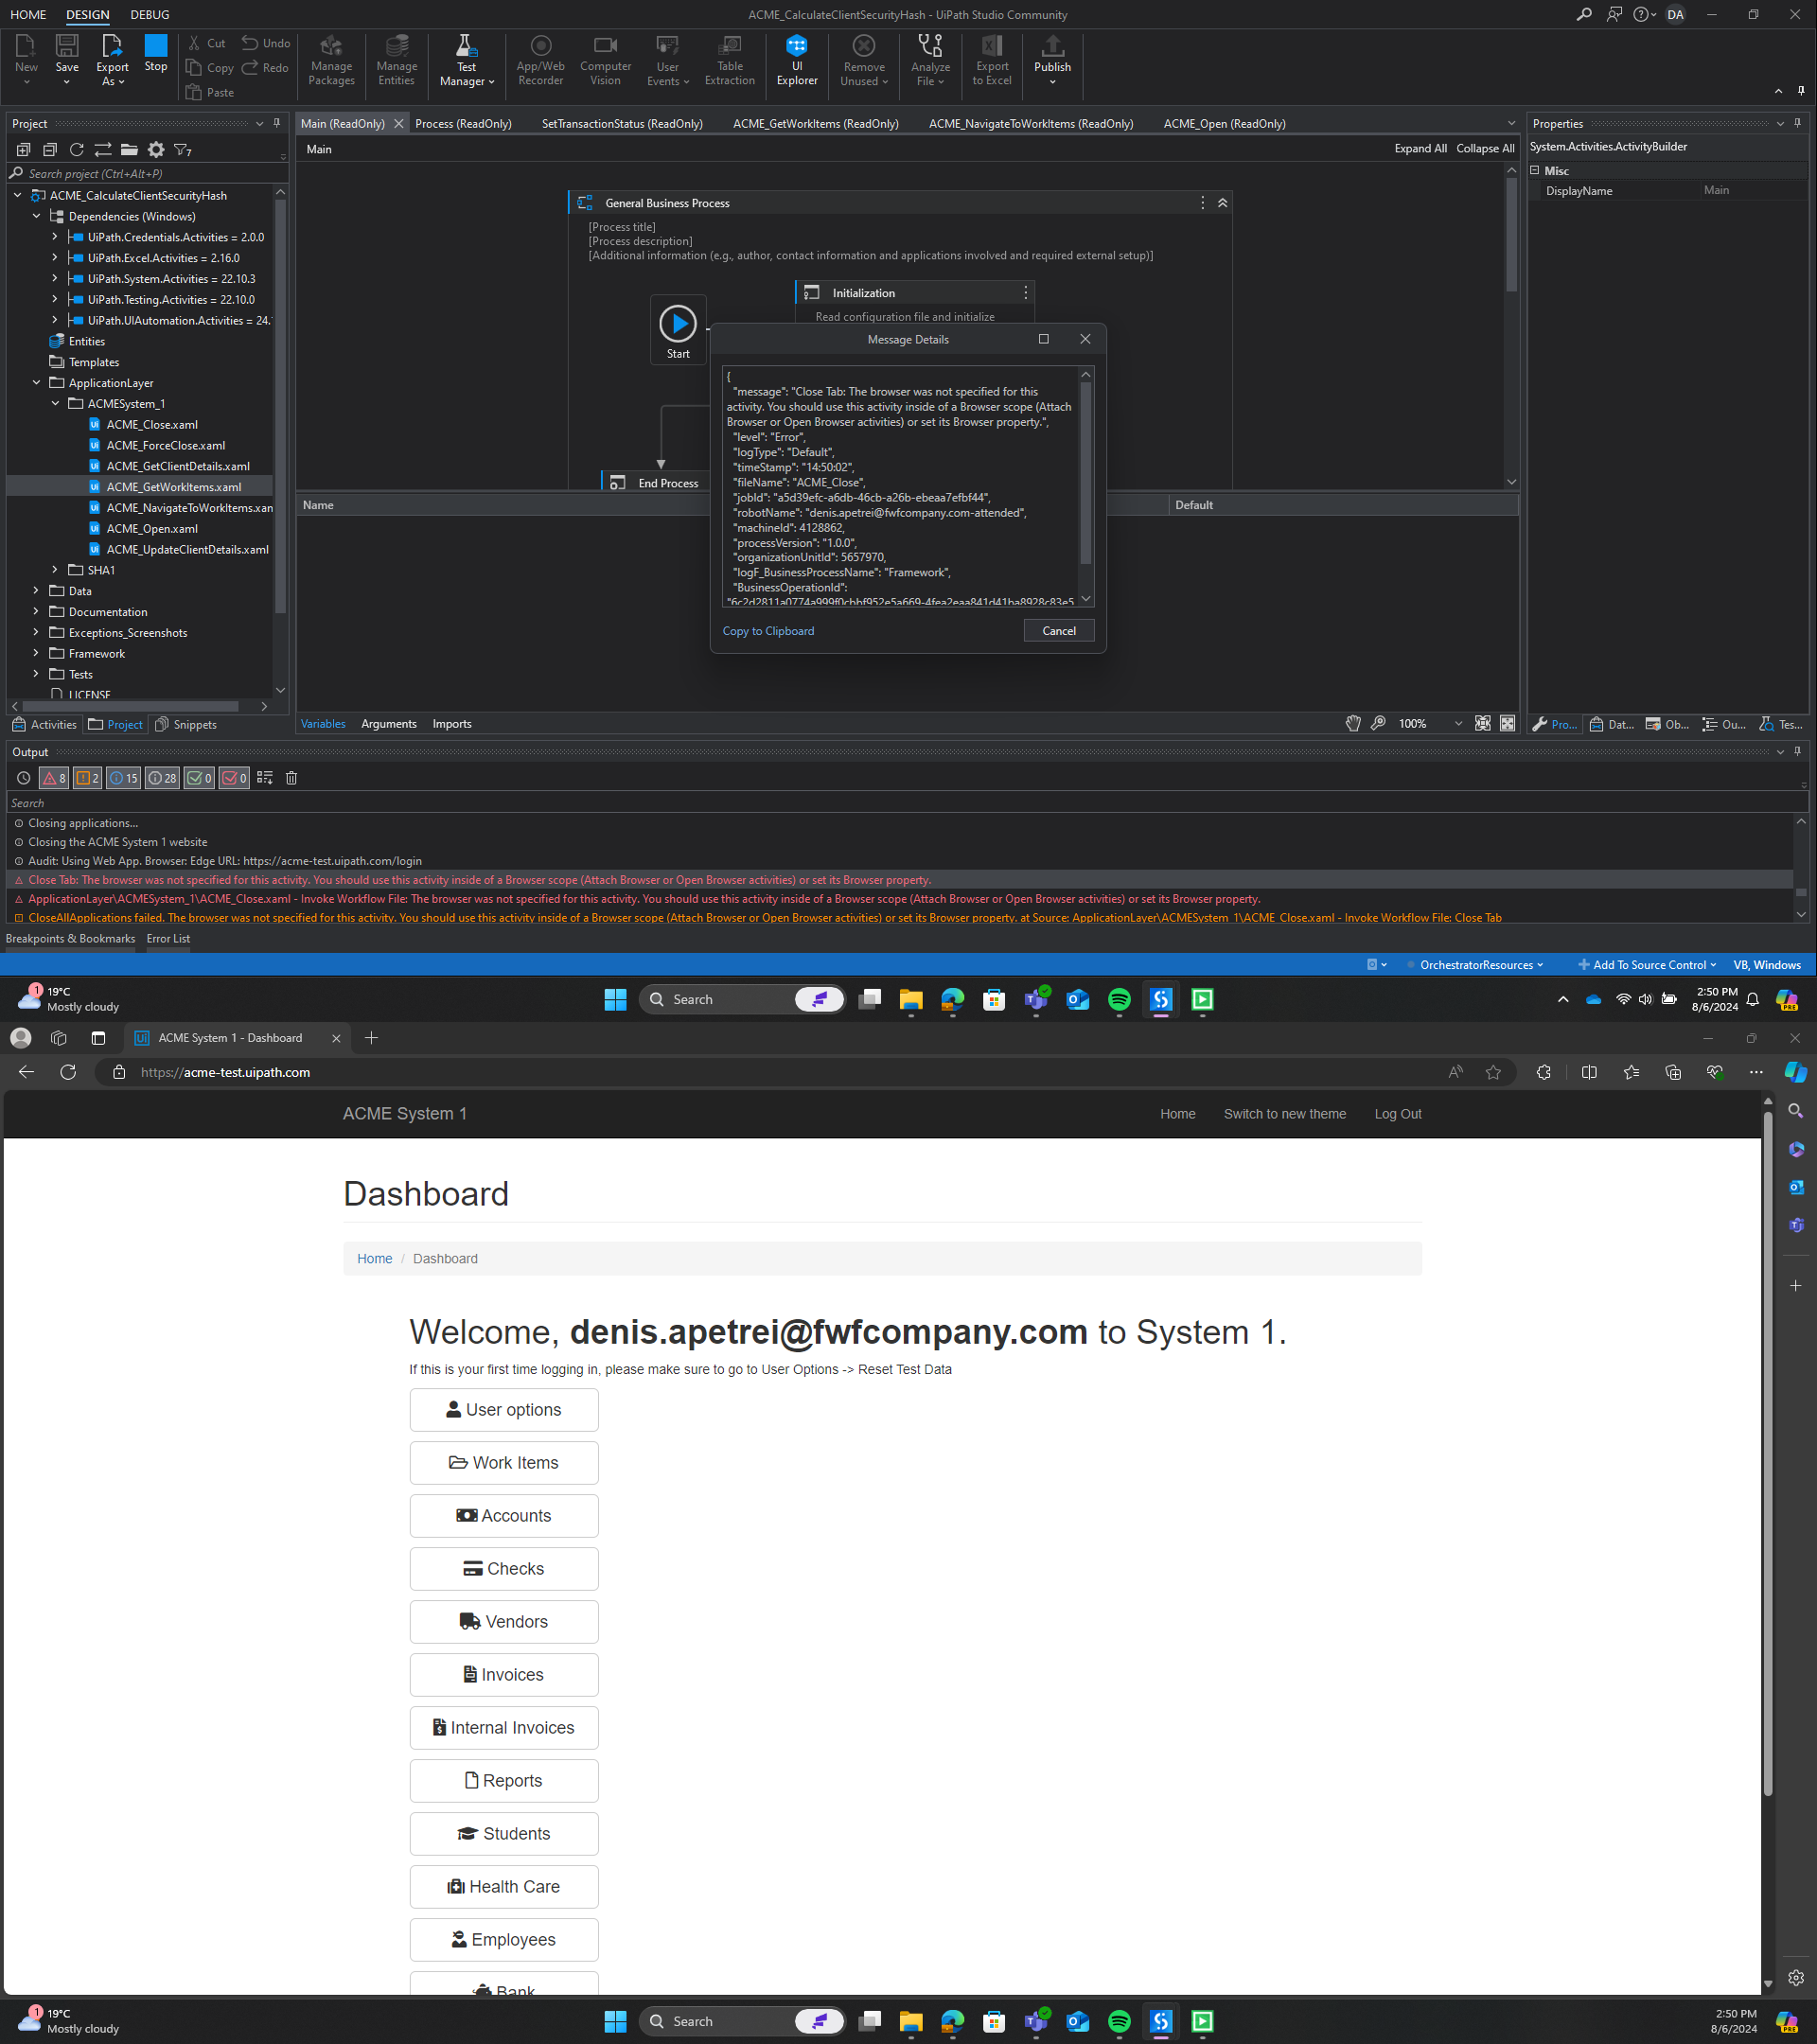 HOME DESIGN DEBUG
ACME_CalculateClientSecurityHash - UiPath Studio Community
DA
New
Save
Export As
Stop
Cut
Copy
Paste
Undo
Redo
Manage Packages
Manage Entities
Test Manager
App/Web Recorder
Computer Vision
User Events
Table Extraction
UI Explorer
Remove Unused
Analyze File
Export to Excel
Publish
Project
Search project (Ctrl+Alt+P)
ACME_CalculateClientSecurityHash
Dependencies (Windows)
UiPath.Credentials.Activities = 2.0.0
UiPath.Excel.Activities = 2.16.0
UiPath.System.Activities = 22.10.3
UiPath.Testing.Activities = 22.10.0
UiPath.UIAutomation.Activities = 24.
Entities
Templates
ApplicationLayer
ACMESystem_1
ACME_Close.xaml
ACME_ForceClose.xaml
ACME_GetClientDetails.xaml
ACME_GetWorkItems.xaml
ACME_NavigateToWorkItems.xam
ACME_Open.xaml
ACME_UpdateClientDetails.xaml
SHA1
Data
Documentation
Exceptions_Screenshots
Framework
Tests
LICENSE
Activities Project Snippets
Main (ReadOnly) Process (ReadOnly) SetTransactionStatus (ReadOnly) ACME_GetWorkItems (ReadOnly) ACME_NavigateToWorkItems (ReadOnly) ACME_Open (ReadOnly)
Main
Expand All Collapse All
General Business Process
[Process title]
[Process description]
[Additional information (e.g., author, contact information and applications involved and required external setup)]
Initialization
Read configuration file and initialize
Start
End Process
Message Details
{
"message": "Close Tab: The browser was not specified for this
activity. You should use this activity inside of a Browser scope (Attach
Browser or Open Browser activities) or set its Browser property.",
"level": "Error",
"logType": "Default",
"timeStamp": "14:50:02",
"fileName": "ACME_Close",
"jobId": "a5d39efc-a6db-46cb-a26b-ebeaa7efbf44",
"robotName": "denis.apetrei@fwfcompany.com-attended",
"machineId": 4128862,
"processVersion": "1.0.0",
"organizationUnitId": 5657970,
"logF_BusinessProcessName": "Framework",
"BusinessOperationId":
Copy to Clipboard
Cancel
Name Default
Variables Arguments Imports
100%
Properties
System.Activities.ActivityBuilder
Misc
DisplayName Main
Pro... Dat... Ob... Ou... Tes...
Output
8 2 15 28 0 0
Search
Closing applications...
Closing the ACME System 1 website
Audit: Using Web App. Browser: Edge URL: https://acme-test.uipath.com/login
Close Tab: The browser was not specified for this activity. You should use this activity inside of a Browser scope (Attach Browser or Open Browser activities) or set its Browser property.
ApplicationLayer\ACMESystem_1\ACME_Close.xaml - Invoke Workflow File: The browser was not specified for this activity. You should use this activity inside of a Browser scope (Attach Browser or Open Browser activities) or set its Browser property.
CloseAllApplications failed. The browser was not specified for this activity. You should use this activity inside of a Browser scope (Attach Browser or Open Browser activities) or set its Browser property. at Source: ApplicationLayer\ACMESystem_1\ACME_Close.xaml - Invoke Workflow File: Close Tab
Breakpoints & Bookmarks Error List
OrchestratorResources Add To Source Control VB, Windows
1
19°C
Mostly cloudy
Search
2:50 PM
8/6/2024
PRE
ACME System 1 - Dashboard
https://acme-test.uipath.com
ACME System 1
Home Switch to new theme Log Out
Dashboard
Home / Dashboard
Welcome, denis.apetrei@fwfcompany.com to System 1.
If this is your first time logging in, please make sure to go to User Options -> Reset Test Data
User options
Work Items
Accounts
Checks
Vendors
Invoices
Internal Invoices
Reports
Students
Health Care
Employees
Bank
1
19°C
Mostly cloudy
Search
2:50 PM
8/6/2024
PRE